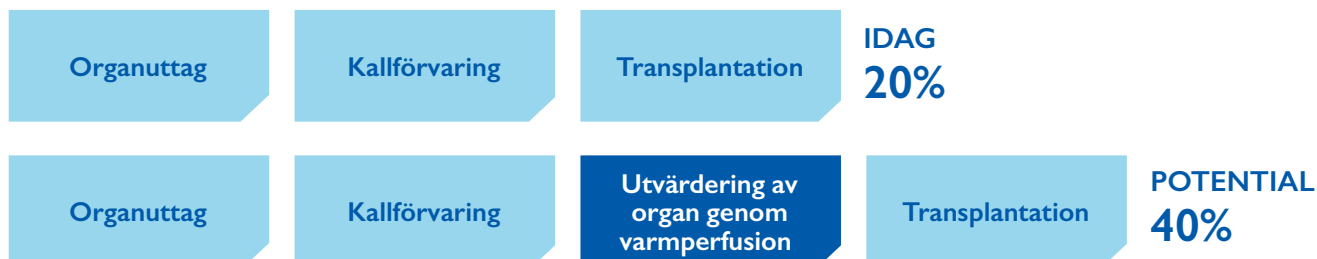 Organuttag
Kallförvaring
Transplantation
IDAG
20%
Organuttag
Kallförvaring
Utvärdering av
organ genom
varmperfusion
Transplantation
POTENTIAL
40%